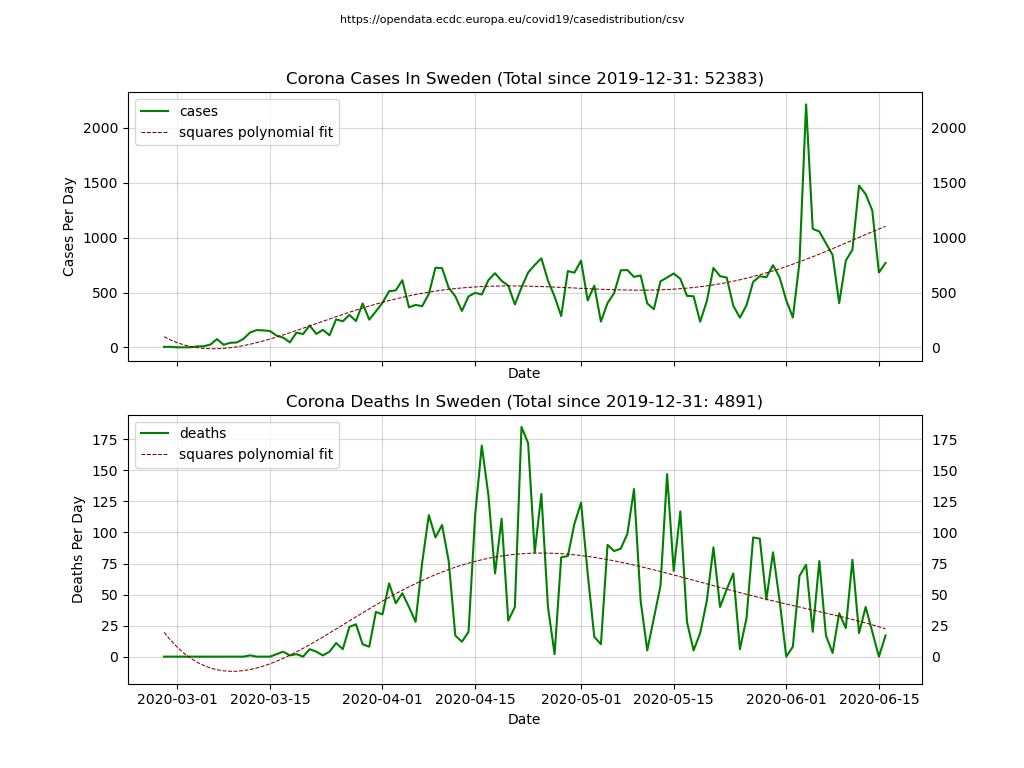 https://opendata.ecdc.europa.eu/covid19/casedistribution/csv
Corona Cases In Sweden (Total since 2019-12-31: 52383)
cases
squares polynomial fit
Cases Per Day
2000
1500
1000
500
0
2000
1500
1000
500
0
Date
Corona Deaths In Sweden (Total since 2019-12-31: 4891)
deaths
squares polynomial fit
Deaths Per Day
175
150
125
100
75
50
25
0
175
150
125
100
75
50
25
0
2020-03-01 2020-03-15 2020-04-01 2020-04-15 2020-05-01 2020-05-15 2020-06-01 2020-06-15
Date